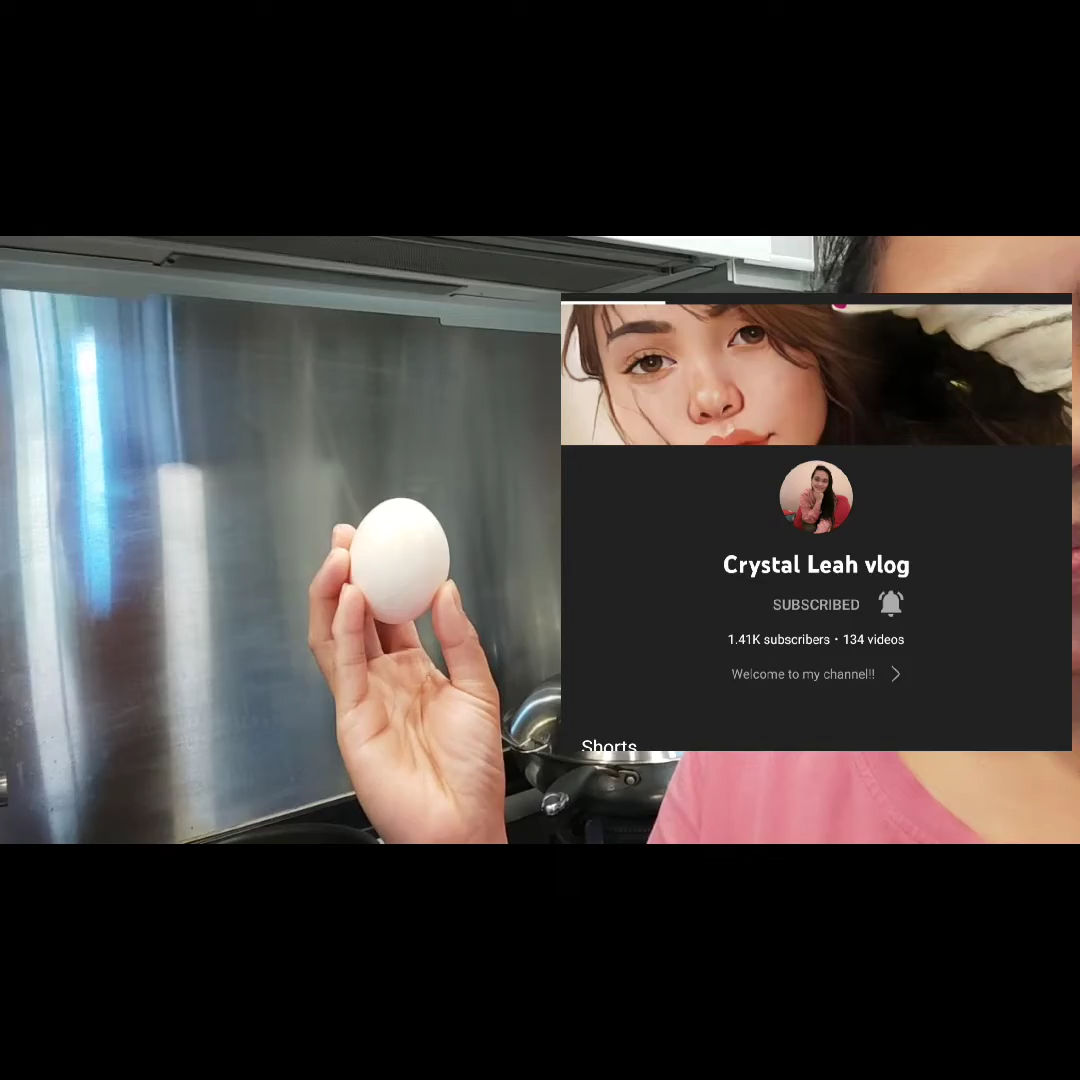 Crystal Leah vlog
SUBSCRIBED
1.41K subscribers • 134 videos
Welcome to my channel!!
Shorts